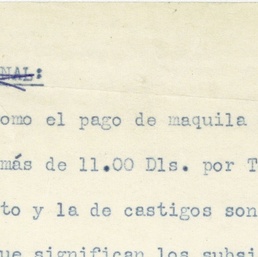 NAL:
omo el pago de maquila
más de 11.00 Dls. por T
to y la de castigos son
que significan los subsi